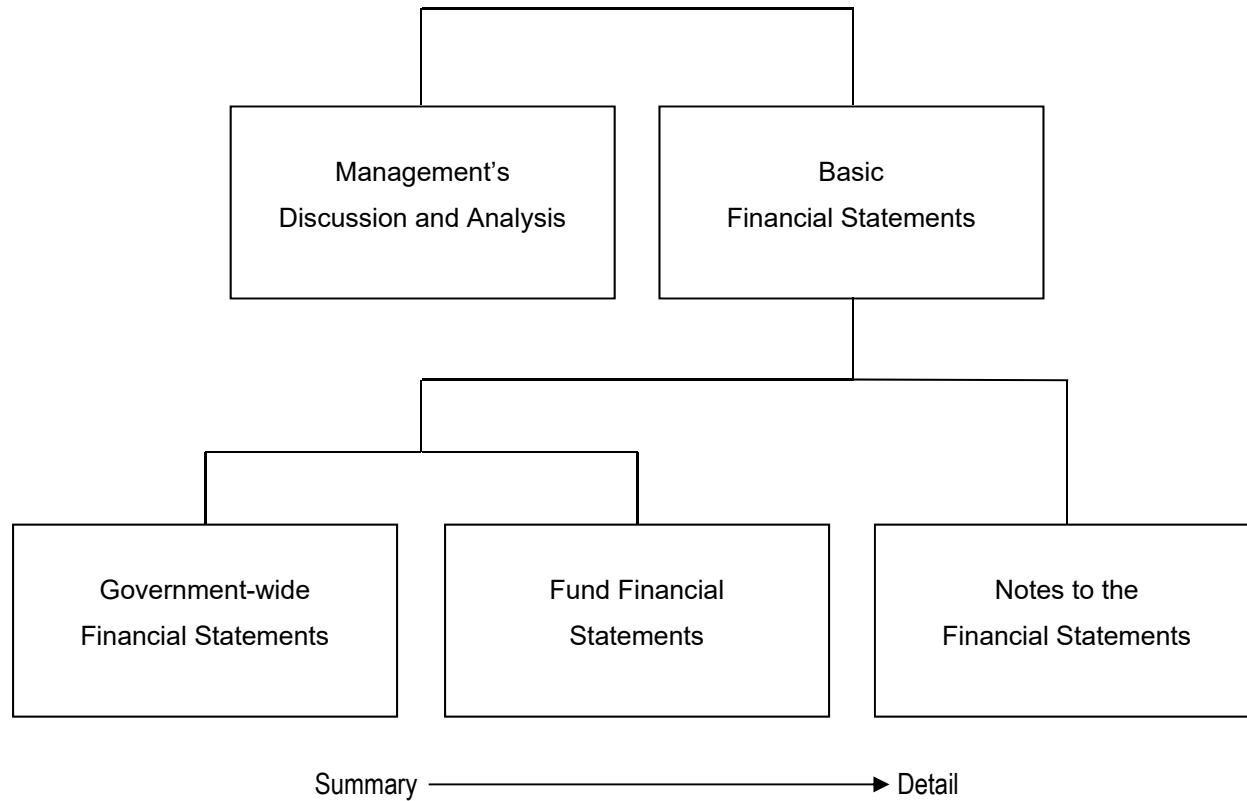 Management’s
Discussion and Analysis
Basic
Financial Statements
Government-wide
Financial Statements
Fund Financial
Statements
Notes to the
Financial Statements
Summary
Detail